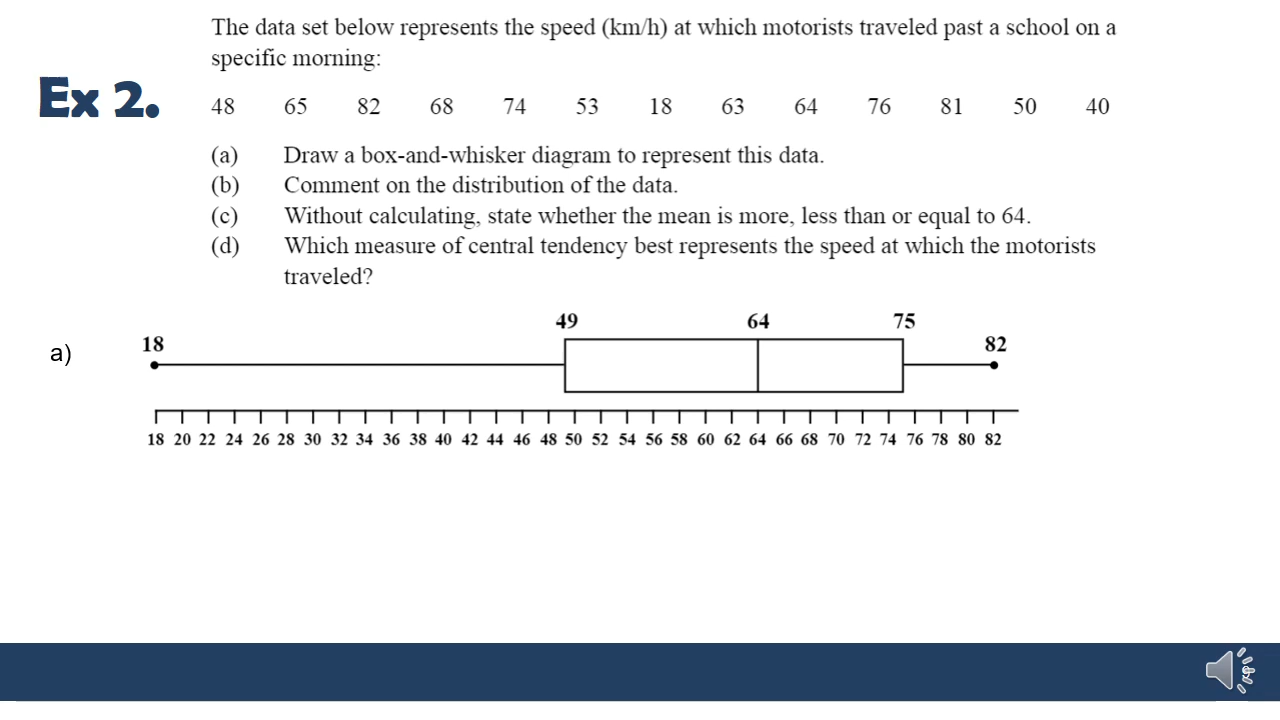 The data set below represents the speed (km/h) at which motorists traveled past a school on a
specific morning:
Ex 2.
48 65 82 68 74 53 18 63 64 76 81 50 40
(a) Draw a box-and-whisker diagram to represent this data.
(b) Comment on the distribution of the data.
(c) Without calculating, state whether the mean is more, less than or equal to 64.
(d) Which measure of central tendency best represents the speed at which the motorists
traveled?
49 64 75
a) 18 82
18 20 22 24 26 28 30 32 34 36 38 40 42 44 46 48 50 52 54 56 58 60 62 64 66 68 70 72 74 76 78 80 82